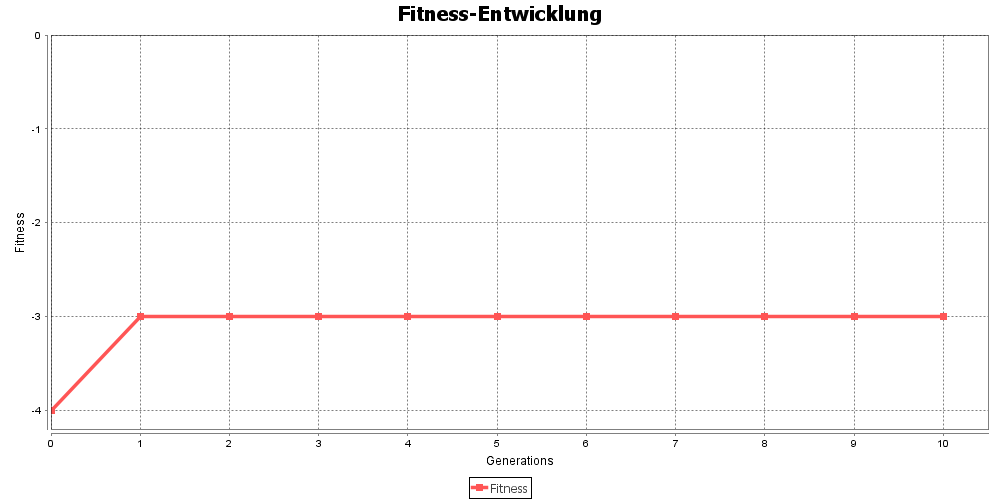 Fitness-Entwicklung
Fitness
0
-1
-2
-3
-4
0 1 2 3 4 5 6 7 8 9 10
Generations
Fitness